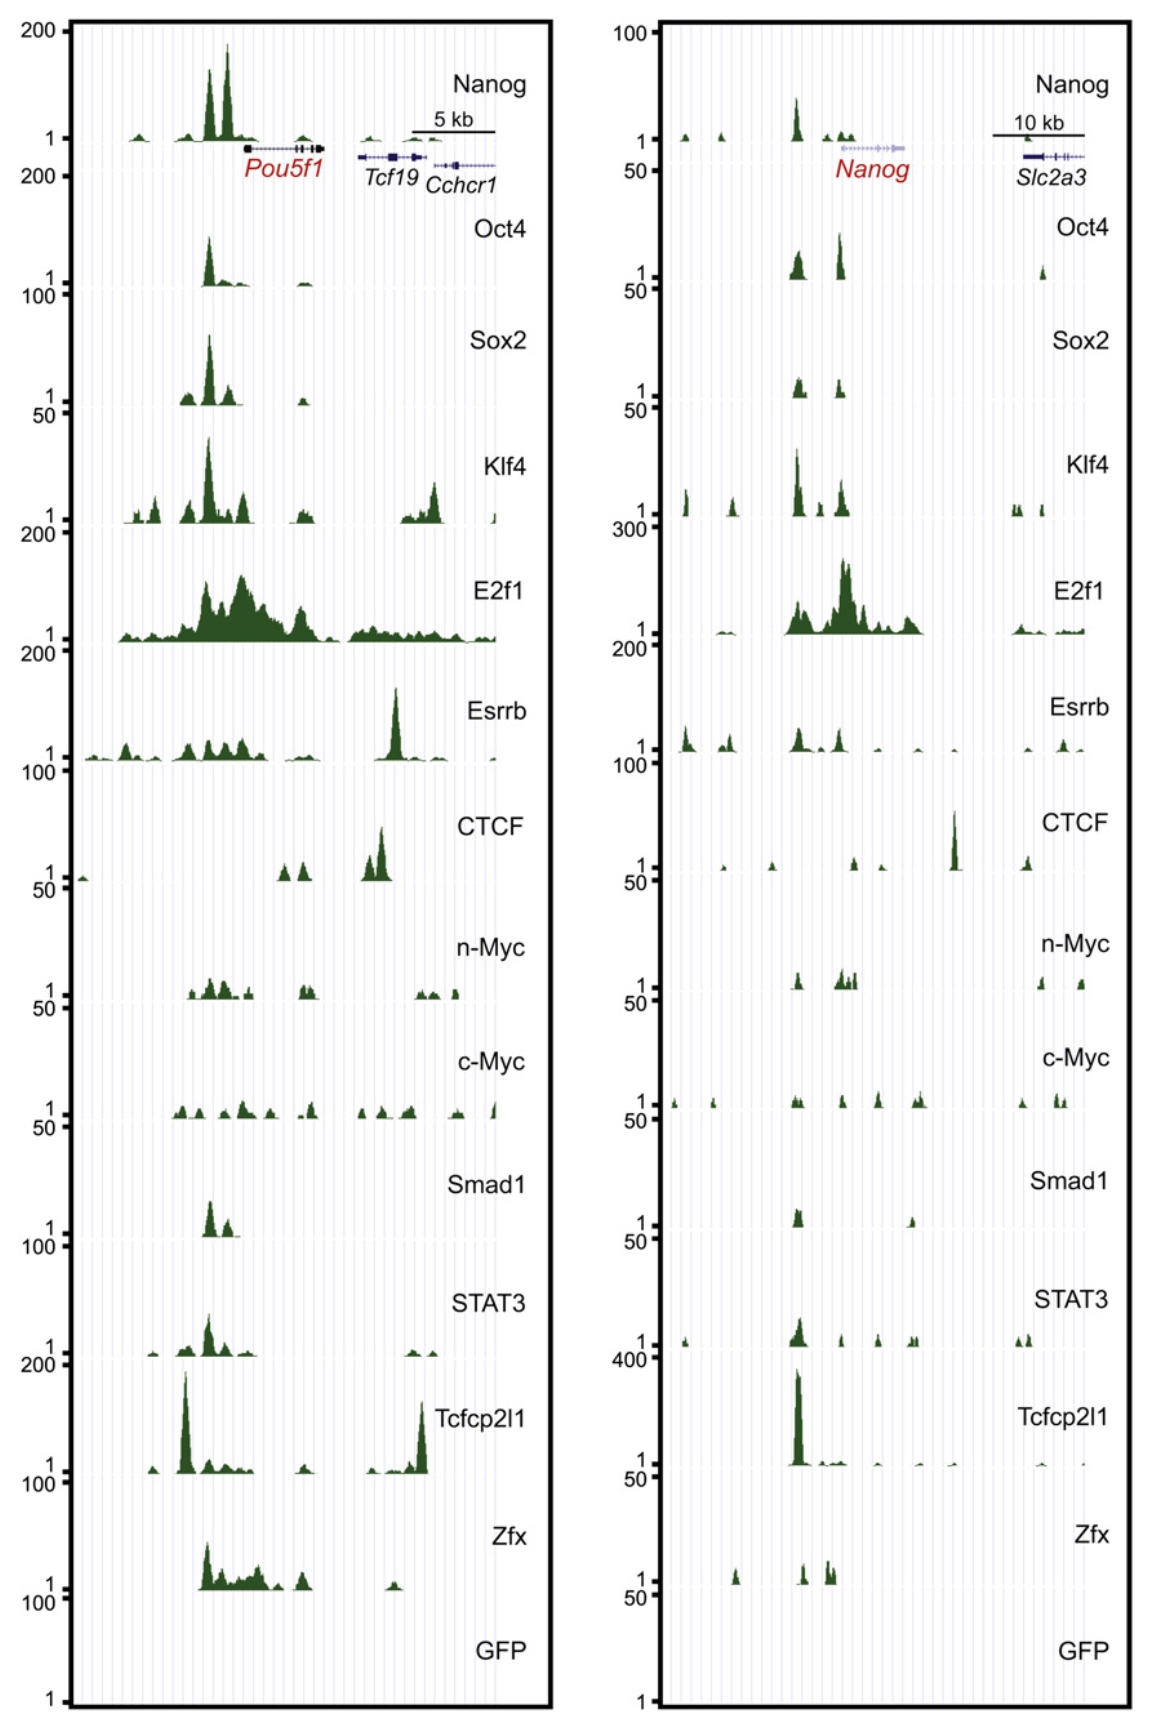 200
Nanog
5 kb
1
Pou5f1
Tcf19
Cchcr1
200
Oct4
1
100
Sox2
1
50
Klf4
1
200
E2f1
1
200
Esrrb
1
100
CTCF
1
50
n-Myc
1
50
c-Myc
1
50
Smad1
1
100
STAT3
1
200
Tcfcp2l1
1
100
Zfx
1
100
GFP
1
100
Nanog
10 kb
1
Nanog
Slc2a3
50
Oct4
1
50
Sox2
1
50
Klf4
1
300
E2f1
1
200
Esrrb
1
100
CTCF
1
50
n-Myc
1
50
c-Myc
1
50
Smad1
1
50
STAT3
1
400
Tcfcp2l1
1
50
Zfx
1
50
GFP
1